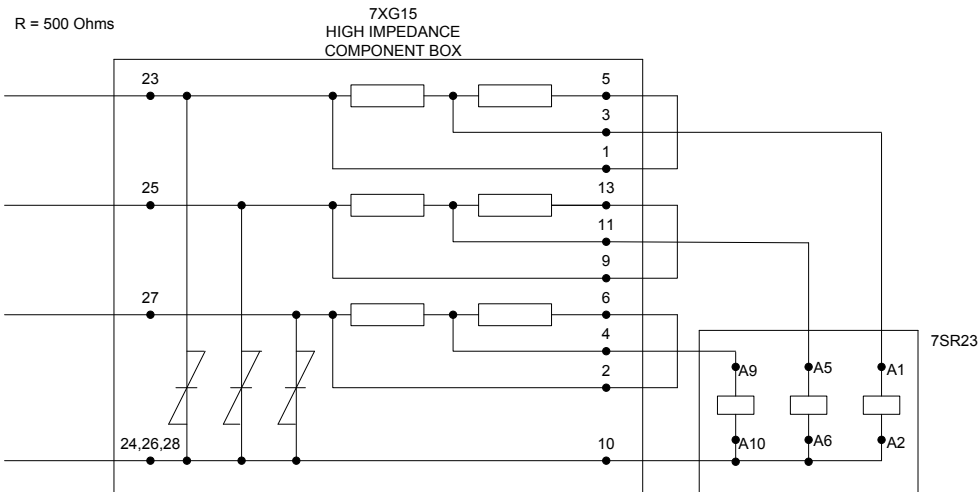 R = 500 Ohms
7XG15
HIGH IMPEDANCE
COMPONENT BOX
23
5
3
1
25
13
11
9
27
6
4
2
7SR23
A9
A5
A1
24,26,28
10
A10
A6
A2